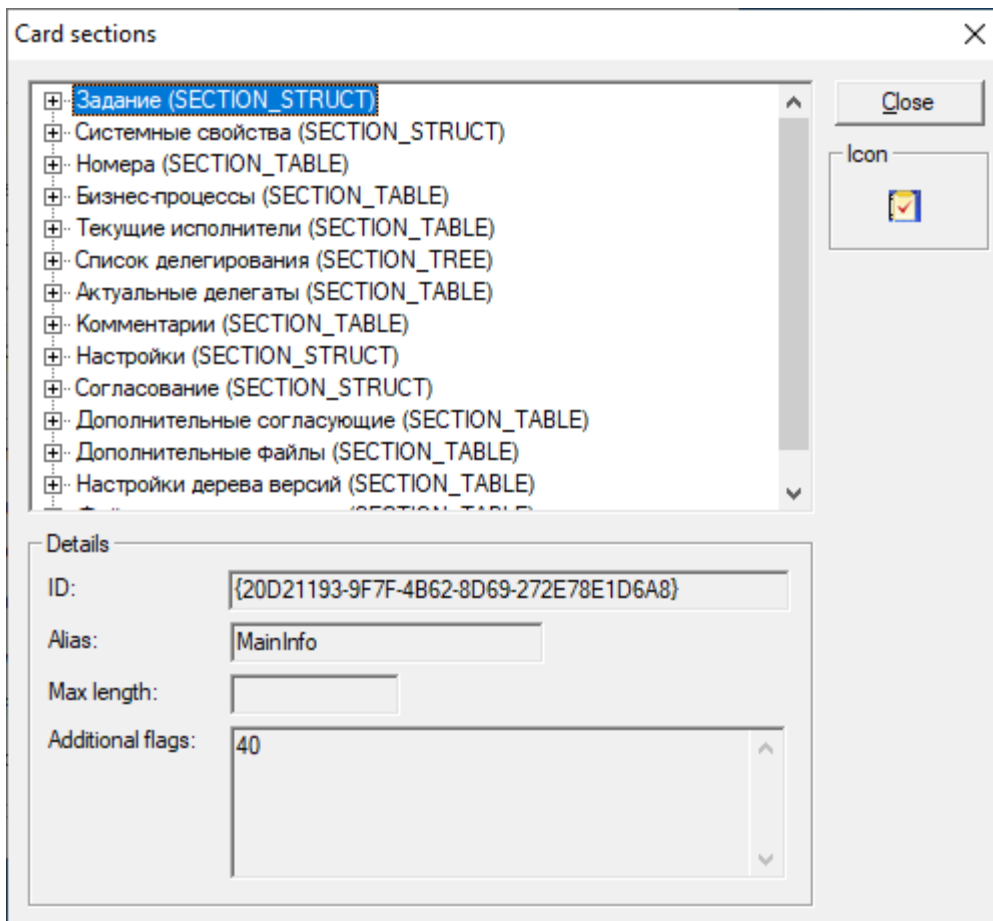 Card sections
Задание (SECTION_STRUCT)
Системные свойства (SECTION_STRUCT)
Номера (SECTION_TABLE)
Бизнес-процессы (SECTION_TABLE)
Текущие исполнители (SECTION_TABLE)
Список делегирования (SECTION_TREE)
Актуальные делегаты (SECTION_TABLE)
Комментарии (SECTION_TABLE)
Настройки (SECTION_STRUCT)
Согласование (SECTION_STRUCT)
Дополнительные согласующие (SECTION_TABLE)
Дополнительные файлы (SECTION_TABLE)
Настройки дерева версий (SECTION_TABLE)
Close
Icon
Details
ID: {20D21193-9F7F-4B62-8D69-272E78E1D6A8}
Alias: MainInfo
Max length:
Additional flags: 40